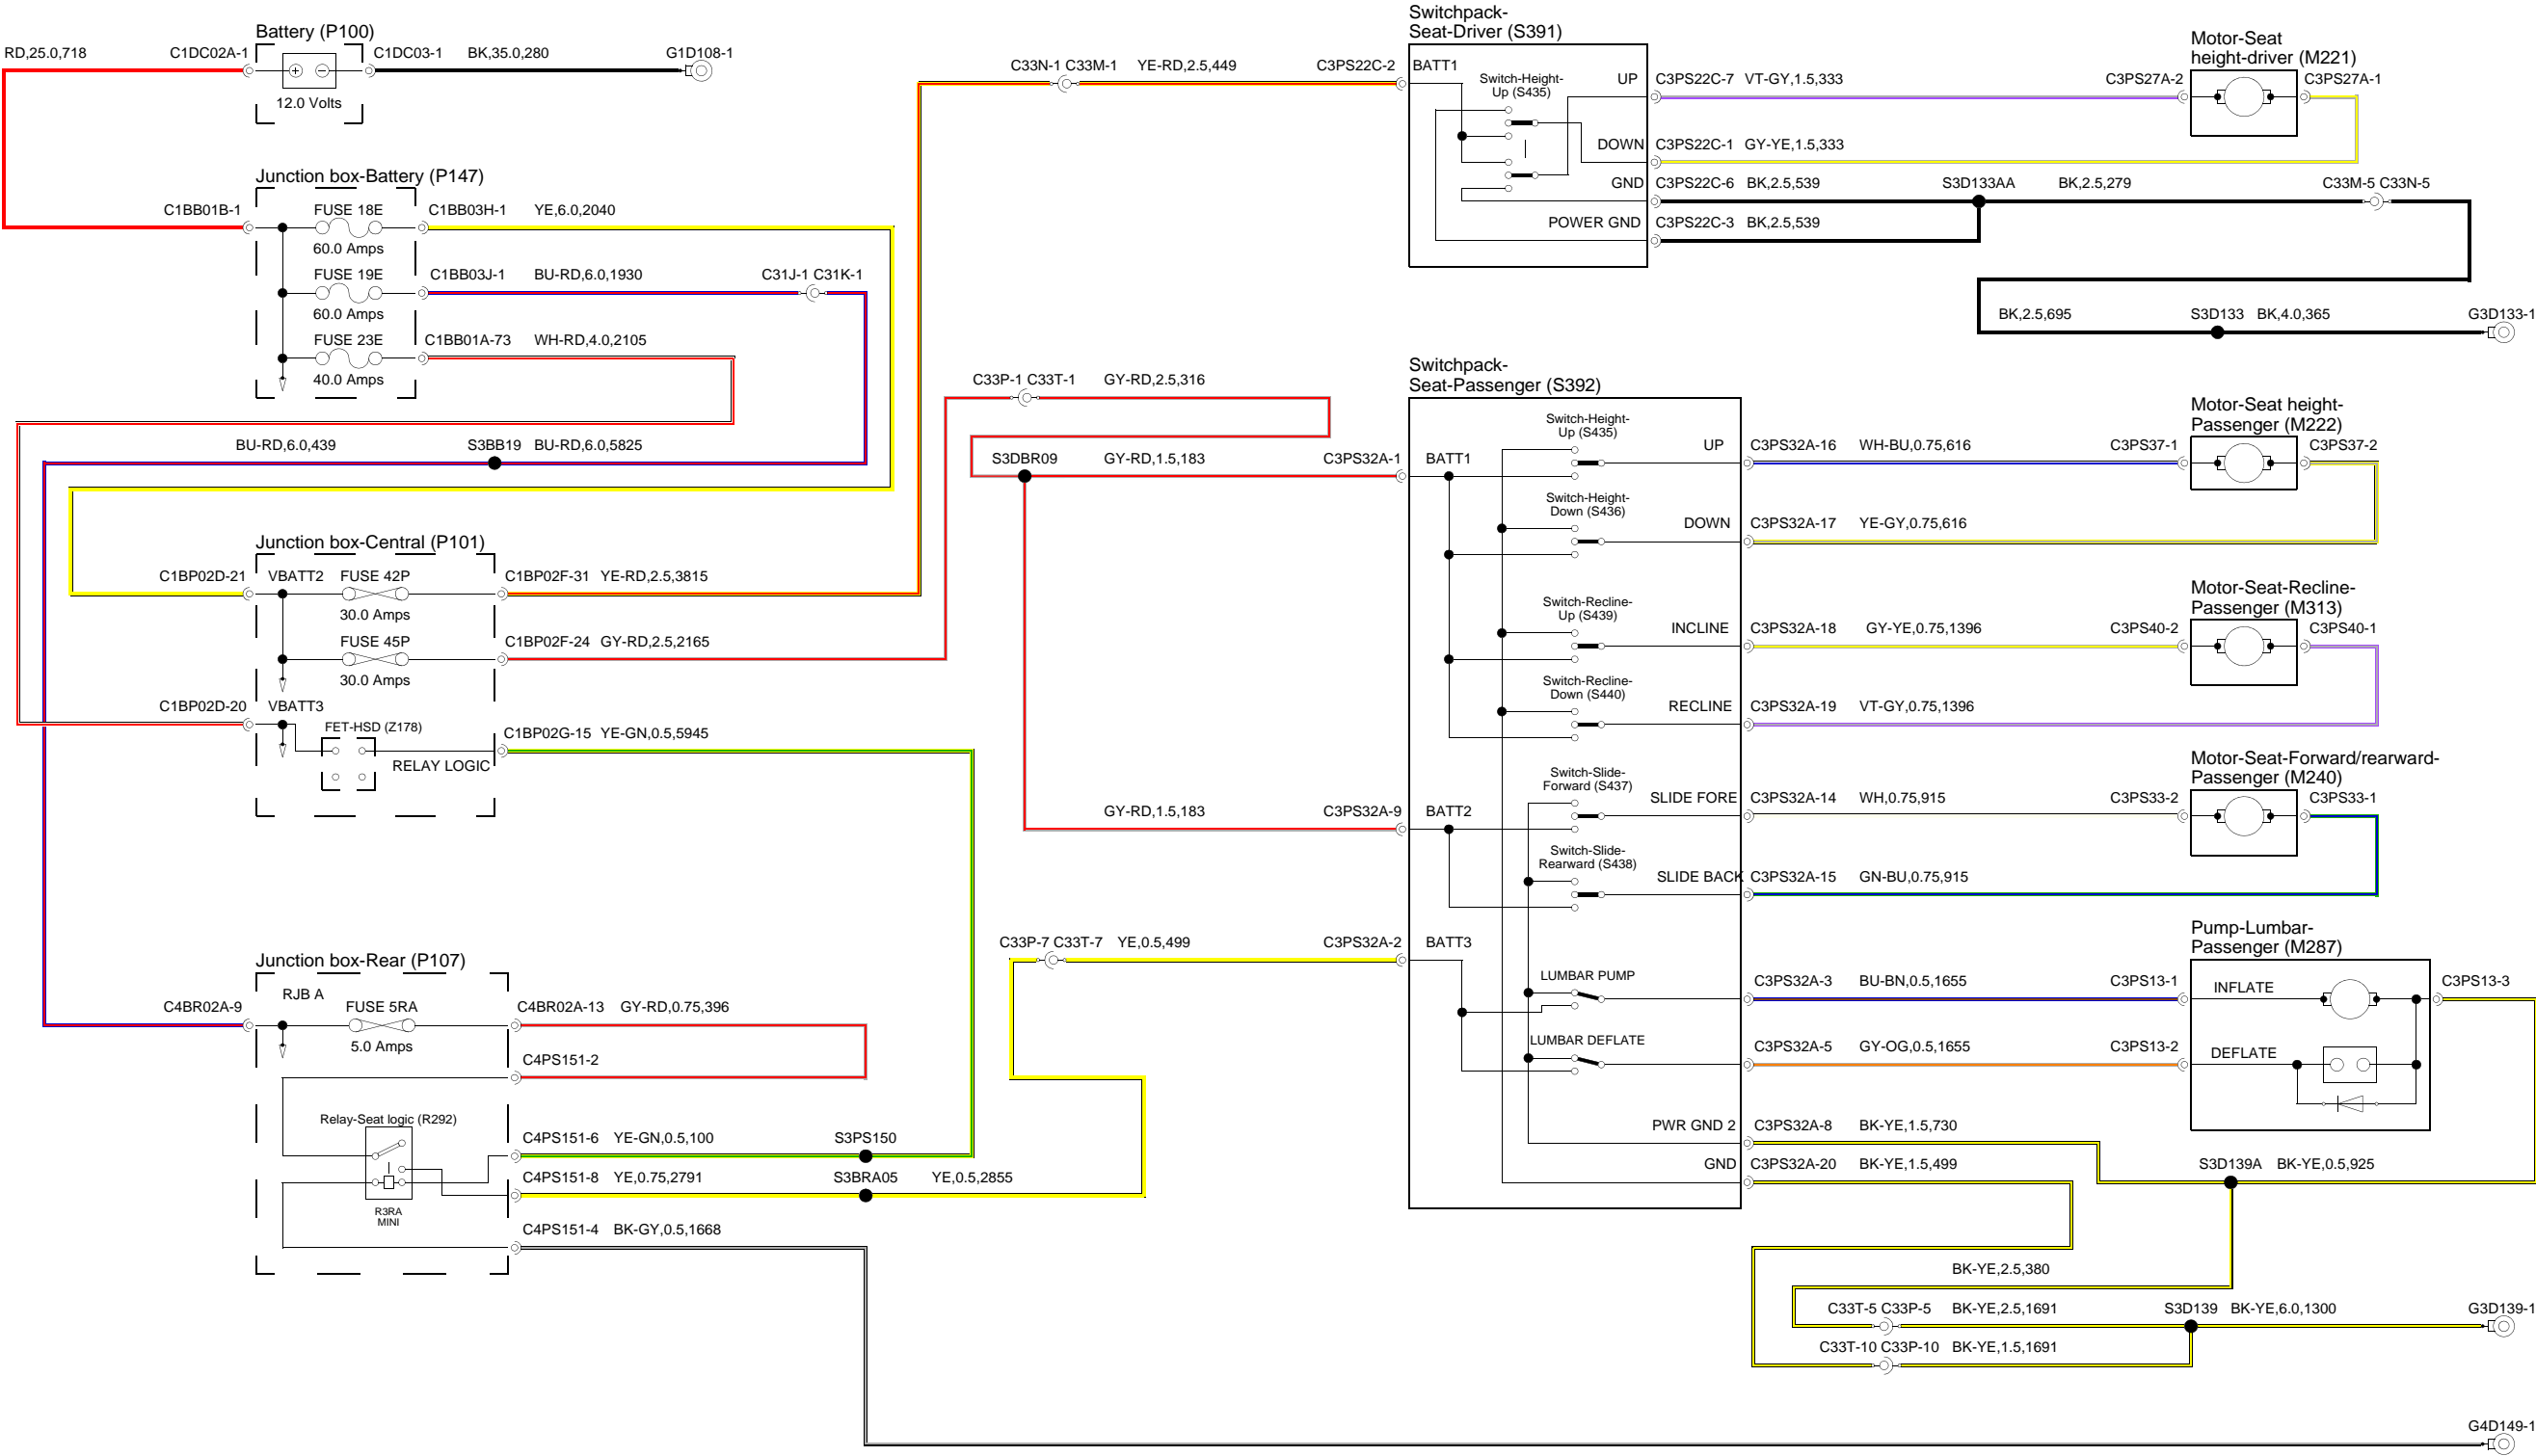 Battery (P100)
RD,25.0,718
C1DC02A-1
C1DC03-1
BK,35.0,280
G1D108-1
12.0 Volts
Junction box-Battery (P147)
C1BB01B-1
FUSE 18E
60.0 Amps
C1BB03H-1
YE,6.0,2040
FUSE 19E
60.0 Amps
C1BB03J-1
BU-RD,6.0,1930
C31J-1 C31K-1
FUSE 23E
40.0 Amps
C1BB01A-73
WH-RD,4.0,2105
BU-RD,6.0,439
S3BB19
BU-RD,6.0,5825
Junction box-Central (P101)
C1BP02D-21
VBATT2
FUSE 42P
30.0 Amps
C1BP02F-31
YE-RD,2.5,3815
FUSE 45P
30.0 Amps
C1BP02F-24
GY-RD,2.5,2165
C1BP02D-20
VBATT3
FET-HSD (Z178)
RELAY LOGIC
C1BP02G-15
YE-GN,0.5,5945
Junction box-Rear (P107)
C4BR02A-9
RJB A
FUSE 5RA
5.0 Amps
C4BR02A-13
GY-RD,0.75,396
C4PS151-2
Relay-Seat logic (R292)
R3RA
MINI
C4PS151-6
YE-GN,0.5,100
S3PS150
C4PS151-8
YE,0.75,2791
S3BRA05
YE,0.5,2855
C4PS151-4
BK-GY,0.5,1668
C33N-1 C33M-1
YE-RD,2.5,449
C3PS22C-2
C33P-1 C33T-1
GY-RD,2.5,316
S3DBR09
GY-RD,1.5,183
C3PS32A-1
GY-RD,1.5,183
C3PS32A-9
C33P-7 C33T-7
YE,0.5,499
C3PS32A-2
Switchpack-
Seat-Driver (S391)
BATT1
Switch-Height-
Up (S435)
UP
C3PS22C-7
VT-GY,1.5,333
C3PS27A-2
DOWN
C3PS22C-1
GY-YE,1.5,333
GND
C3PS22C-6
BK,2.5,539
S3D133AA
BK,2.5,279
C33M-5 C33N-5
POWER GND
C3PS22C-3
BK,2.5,539
Motor-Seat
height-driver (M221)
C3PS27A-1
BK,2.5,695
S3D133
BK,4.0,365
G3D133-1
Switchpack-
Seat-Passenger (S392)
BATT1
Switch-Height-
Up (S435)
UP
C3PS32A-16
WH-BU,0.75,616
C3PS37-1
Motor-Seat height-
Passenger (M222)
C3PS37-2
Switch-Height-
Down (S436)
DOWN
C3PS32A-17
YE-GY,0.75,616
Switch-Recline-
Up (S439)
INCLINE
C3PS32A-18
GY-YE,0.75,1396
C3PS40-2
Motor-Seat-Recline-
Passenger (M313)
C3PS40-1
Switch-Recline-
Down (S440)
RECLINE
C3PS32A-19
VT-GY,0.75,1396
BATT2
Switch-Slide-
Forward (S437)
SLIDE FORE
C3PS32A-14
WH,0.75,915
C3PS33-2
Motor-Seat-Forward/rearward-
Passenger (M240)
C3PS33-1
Switch-Slide-
Rearward (S438)
SLIDE BACK
C3PS32A-15
GN-BU,0.75,915
BATT3
LUMBAR PUMP
C3PS32A-3
BU-BN,0.5,1655
C3PS13-1
Pump-Lumbar-
Passenger (M287)
INFLATE
C3PS13-3
LUMBAR DEFLATE
C3PS32A-5
GY-OG,0.5,1655
C3PS13-2
DEFLATE
PWR GND 2
C3PS32A-8
BK-YE,1.5,730
GND
C3PS32A-20
BK-YE,1.5,499
S3D139A
BK-YE,0.5,925
BK-YE,2.5,380
C33T-5 C33P-5
BK-YE,2.5,1691
S3D139
BK-YE,6.0,1300
G3D139-1
C33T-10 C33P-10
BK-YE,1.5,1691
G4D149-1